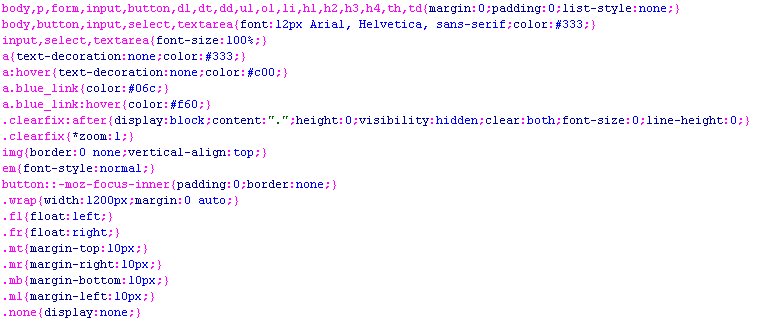 body,p,form,input,button,dl,dt,dd,ul,ol,li,h1,h2,h3,h4,th,td{margin:0;padding:0;list-style:none;}
body,button,input,select,textarea{font:12px Arial, Helvetica, sans-serif;color:#333;}
input,select,textarea{font-size:100%;}
a{text-decoration:none;color:#333;}
a:hover{text-decoration:none;color:#c00;}
a.blue_link{color:#06c;}
a.blue_link:hover{color:#f60;}
.clearfix:after{display:block;content:".";height:0;visibility:hidden;clear:both;font-size:0;line-height:0;}
.clearfix{*zoom:1;}
img{border:0 none;vertical-align:top;}
em{font-style:normal;}
button::-moz-focus-inner{padding:0;border:none;}
.wrap{width:1200px;margin:0 auto;}
.fl{float:left;}
.fr{float:right;}
.mt{margin-top:10px;}
.mr{margin-right:10px;}
.mb{margin-bottom:10px;}
.ml{margin-left:10px;}
.none{display:none;}